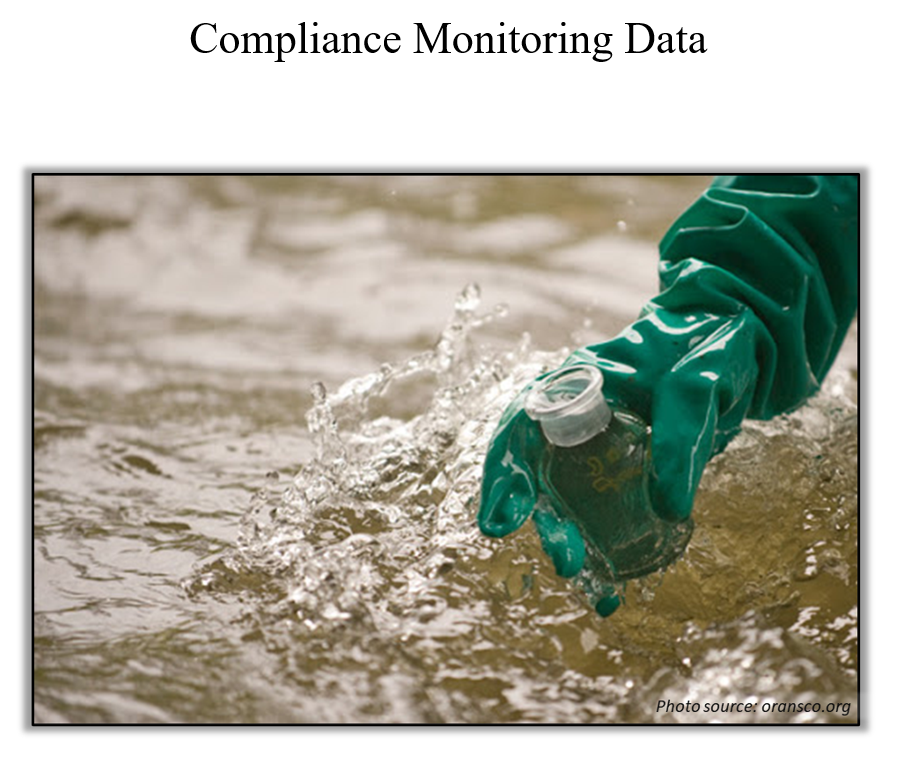 Compliance Monitoring Data
Photo source: oransco.org